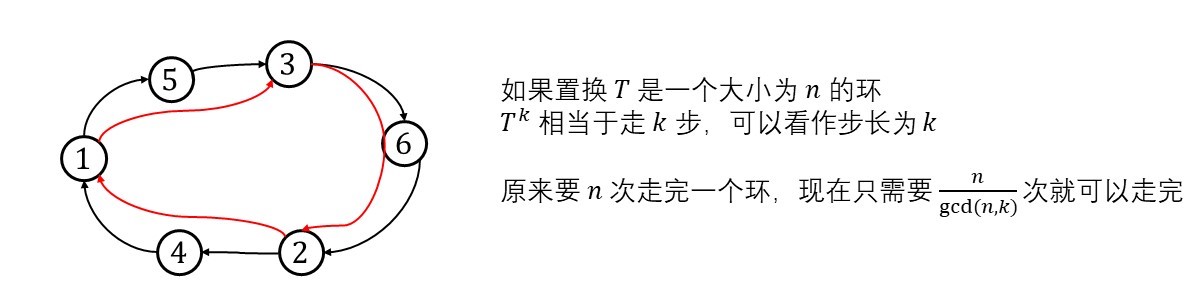 5
3
1
6
4
2
如果置换 T 是一个大小为 n 的环
T^k 相当于走 k 步，可以看作步长为 k
原来要 n 次走完一个环，现在只需要 n/gcd(n,k) 次就可以走完